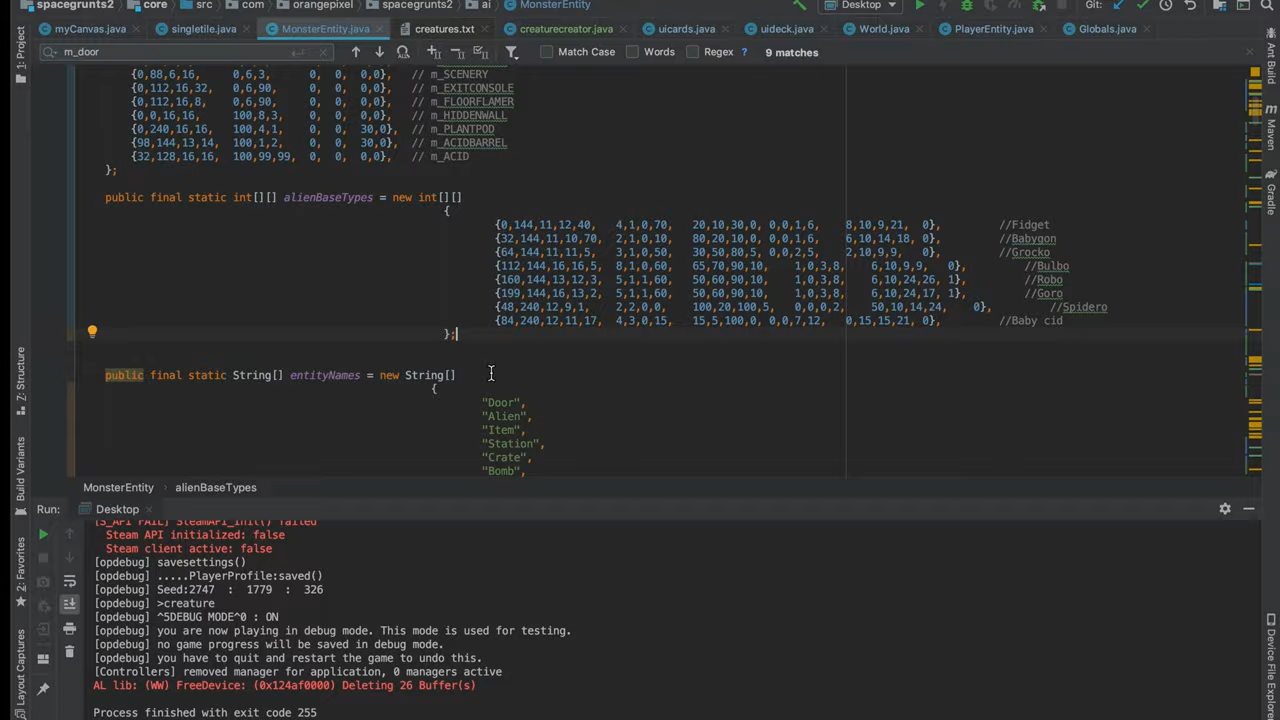 spacegrunts2 core src com orangepixel spacegrunts2 ai MonsterEntity Desktop Git:
myCanvas.java singletile.java MonsterEntity.java creatures.txt creaturecreator.java uicards.java uideck.java World.java PlayerEntity.java Globals.java
m_door Match Case Words Regex ? 9 matches
{0,88,6,16, 0,6,3, 0, 0, 0,0}, // m_SCENERY
{0,112,16,32, 0,6,90, 0, 0, 0,0}, // m_EXITCONSOLE
{0,112,16,8, 0,6,90, 0, 0, 0,0}, // m_FLOORFLAMER
{0,0,16,16, 100,8,3, 0, 0, 0,0}, // m_HIDDENWALL
{0,240,16,16, 100,4,1, 0, 0, 30,0}, // m_PLANTPOD
{98,144,13,14, 100,1,2, 0, 0, 30,0}, // m_ACIDBARREL
{32,128,16,16, 100,99,99, 0, 0, 0,0}, // m_ACID
};
public final static int[][] alienBaseTypes = new int[][]
{
{0,144,11,12,40, 4,1,0,70, 20,10,30,0, 0,0,1,6, 8,10,9,21, 0}, //Fidget
{32,144,11,10,70, 2,1,0,10, 80,20,10,0, 0,0,1,6, 6,10,14,18, 0}, //Babygon
{64,144,11,11,5, 3,1,0,50, 30,50,80,5, 0,0,2,5, 2,10,9,9, 0}, //Grocko
{112,144,16,16,5, 8,1,0,60, 65,70,90,10, 1,0,3,8, 6,10,9,9, 0}, //Bulbo
{160,144,13,12,3, 5,1,1,60, 50,60,90,10, 1,0,3,8, 6,10,24,26, 1}, //Robo
{199,144,16,13,2, 5,1,1,60, 50,60,90,10, 1,0,3,8, 6,10,24,17, 1}, //Goro
{48,240,12,9,1, 2,2,0,0, 100,20,100,5, 0,0,0,2, 50,10,14,24, 0}, //Spidero
{84,240,12,11,17, 4,3,0,15, 15,5,100,0, 0,0,7,12, 0,15,15,21, 0}, //Baby cid
};
public final static String[] entityNames = new String[]
{
"Door",
"Alien",
"Item",
"Station",
"Crate",
"Bomb",
MonsterEntity alienBaseTypes
Run: Desktop
[S_API FAIL] SteamAPI_Init() failed
Steam API initialized: false
Steam client active: false
[opdebug] savesettings()
[opdebug] .....PlayerProfile:saved()
[opdebug] Seed:2747 : 1779 : 326
[opdebug] >creature
[opdebug] ^5DEBUG MODE^0 : ON
[opdebug] you are now playing in debug mode. This mode is used for testing.
[opdebug] no game progress will be saved in debug mode.
[opdebug] you have to quit and restart the game to undo this.
[Controllers] removed manager for application, 0 managers active
AL lib: (WW) FreeDevice: (0x124af0000) Deleting 26 Buffer(s)
Process finished with exit code 255
1: Project
Z: Structure
Build Variants
2: Favorites
Layout Captures
Ant Build
Maven
Gradle
Device File Explorer